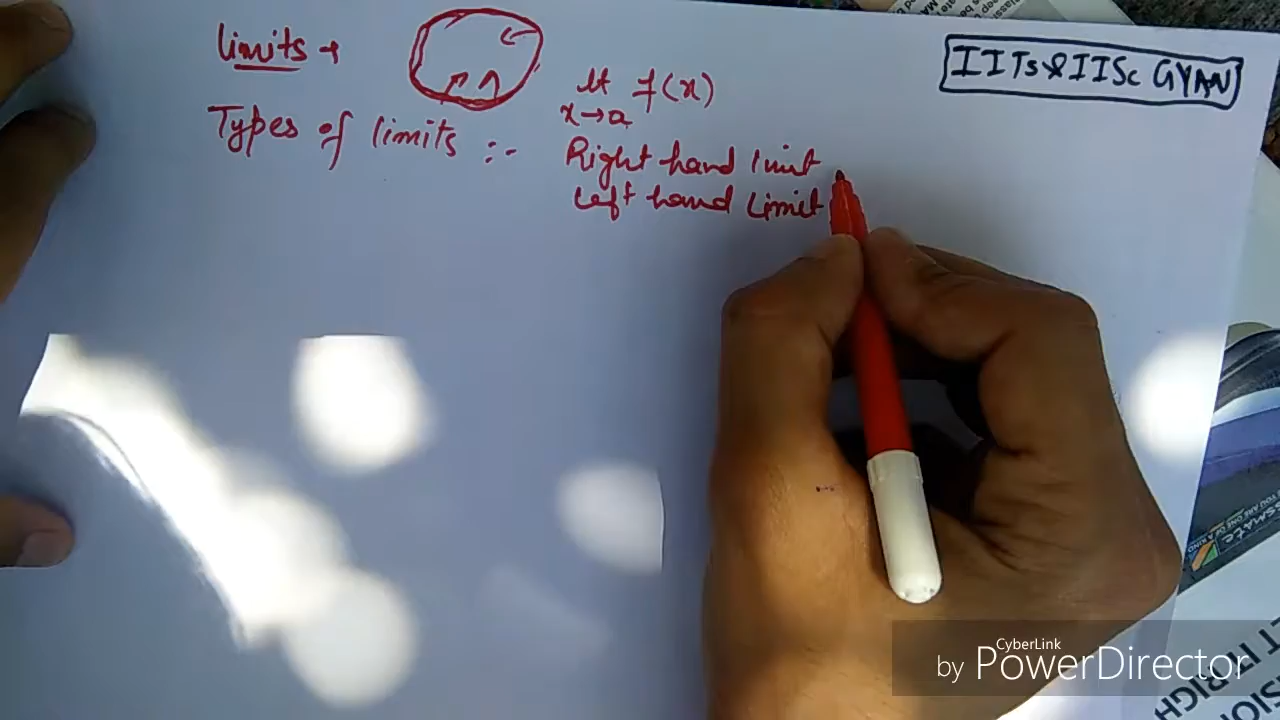 limits →
IITs & IISc GYAN
lt f(x)
x→a
Types of limits :-
Right hand limit
Left hand Limit
CyberLink
by PowerDirector